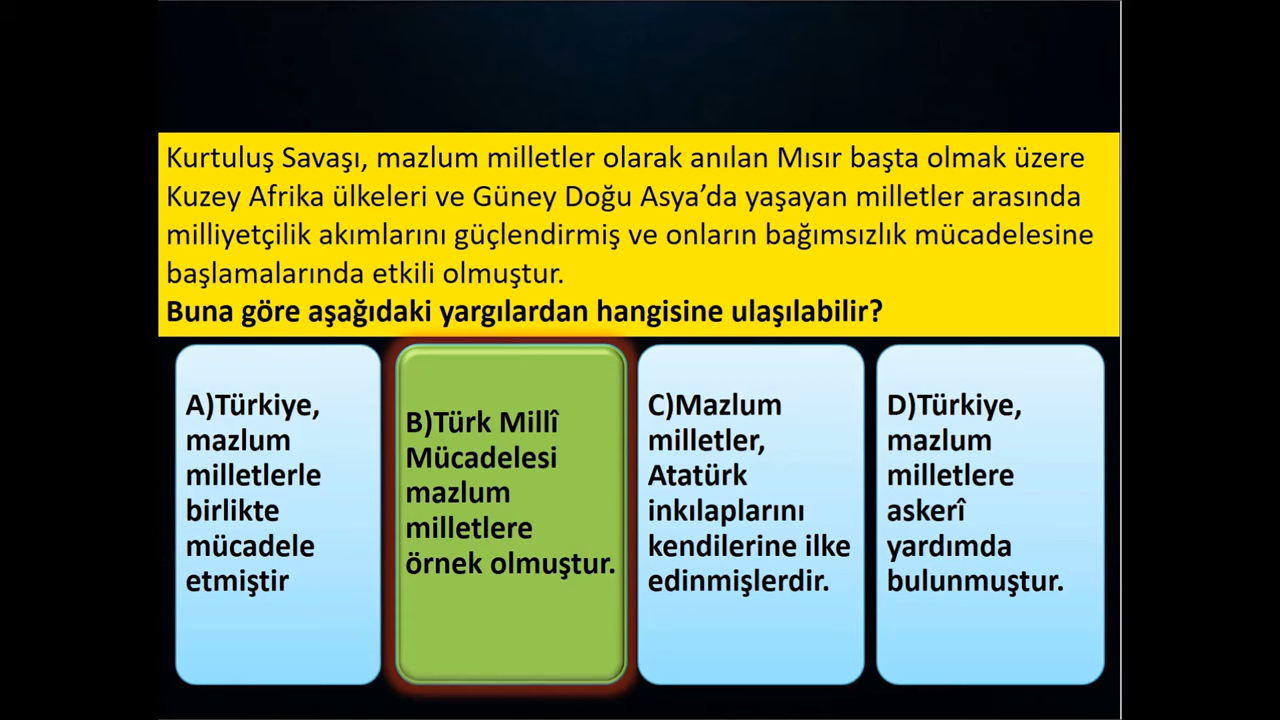 Kurtuluş Savaşı, mazlum milletler olarak anılan Mısır başta olmak üzere
Kuzey Afrika ülkeleri ve Güney Doğu Asya’da yaşayan milletler arasında
milliyetçilik akımlarını güçlendirmiş ve onların bağımsızlık mücadelesine
başlamalarında etkili olmuştur.
Buna göre aşağıdaki yargılardan hangisine ulaşılabilir?
A)Türkiye,
mazlum
milletlerle
birlikte
mücadele
etmiştir
B)Türk Millî
Mücadelesi
mazlum
milletlere
örnek olmuştur.
C)Mazlum
milletler,
Atatürk
inkılaplarını
kendilerine ilke
edinmişlerdir.
D)Türkiye,
mazlum
milletlere
askerî
yardımda
bulunmuştur.